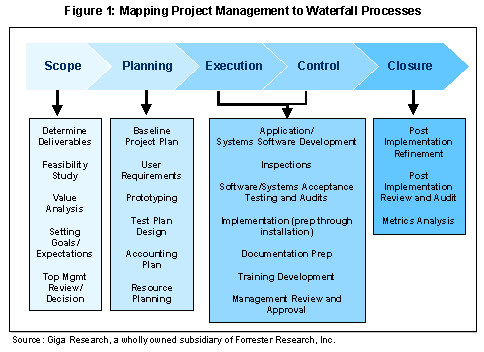 Figure 1: Mapping Project Management to Waterfall Processes
Scope
Planning
Execution
Control
Closure
Determine
Deliverables
Feasibility
Study
Value
Analysis
Setting
Goals/
Expectations
Top Mgmt
Review/
Decision
Baseline
Project Plan
User
Requirements
Prototyping
Test Plan
Design
Accounting
Plan
Resource
Planning
Application/
Systems Software Development
Inspections
Software/Systems Acceptance
Testing and Audits
Implementation (prep through
installation)
Documentation Prep
Training Development
Management Review and
Approval
Post
Implementation
Refinement
Post
Implementation
Review and Audit
Metrics Analysis
Source: Giga Research, a wholly owned subsidiary of Forrester Research, Inc.